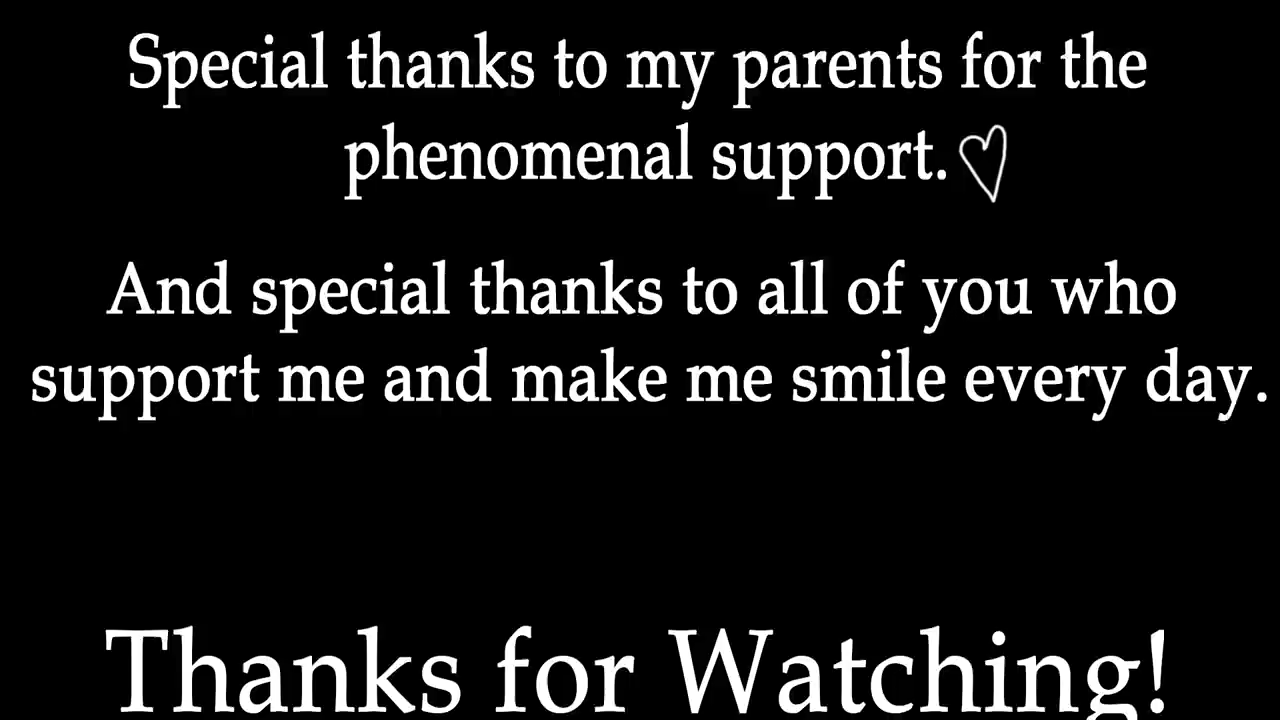 Special thanks to my parents for the
phenomenal support.
And special thanks to all of you who
support me and make me smile every day.
Thanks for Watching!